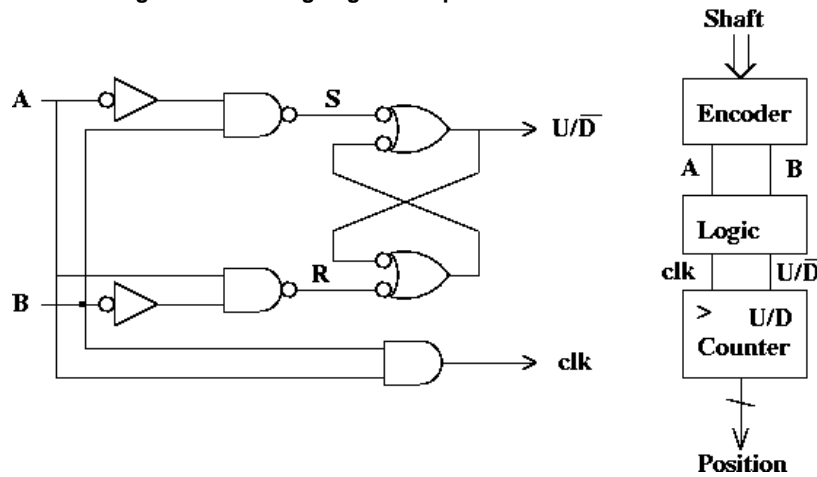 A
S
U/D̅
B
R
clk
Shaft
Encoder
A B
Logic
clk U/D̅
> U/D
Counter
Position